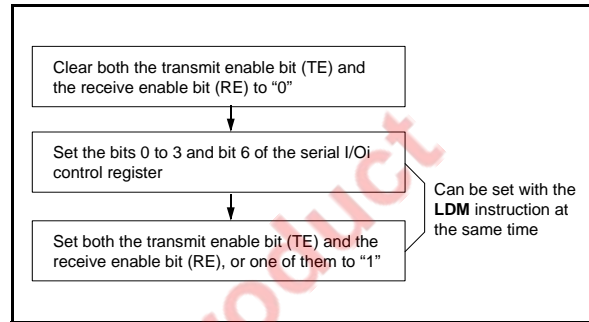 Clear both the transmit enable bit (TE) and
the receive enable bit (RE) to “0”
Set the bits 0 to 3 and bit 6 of the serial I/Oi
control register
Set both the transmit enable bit (TE) and the
receive enable bit (RE), or one of them to “1”
Can be set with the
LDM instruction at
the same time
roduct